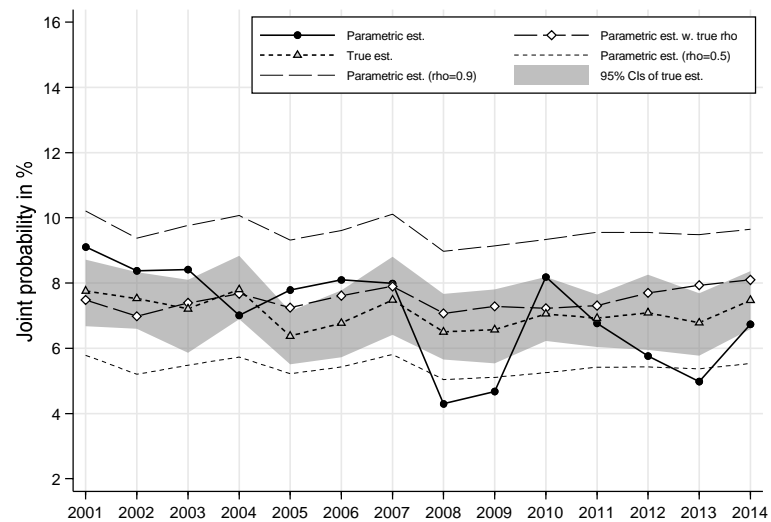 Parametric est.
Parametric est. w. true rho
True est.
Parametric est. (rho=0.5)
Parametric est. (rho=0.9)
95% CIs of true est.
Joint probability in %
16
14
12
10
8
6
4
2
2001 2002 2003 2004 2005 2006 2007 2008 2009 2010 2011 2012 2013 2014